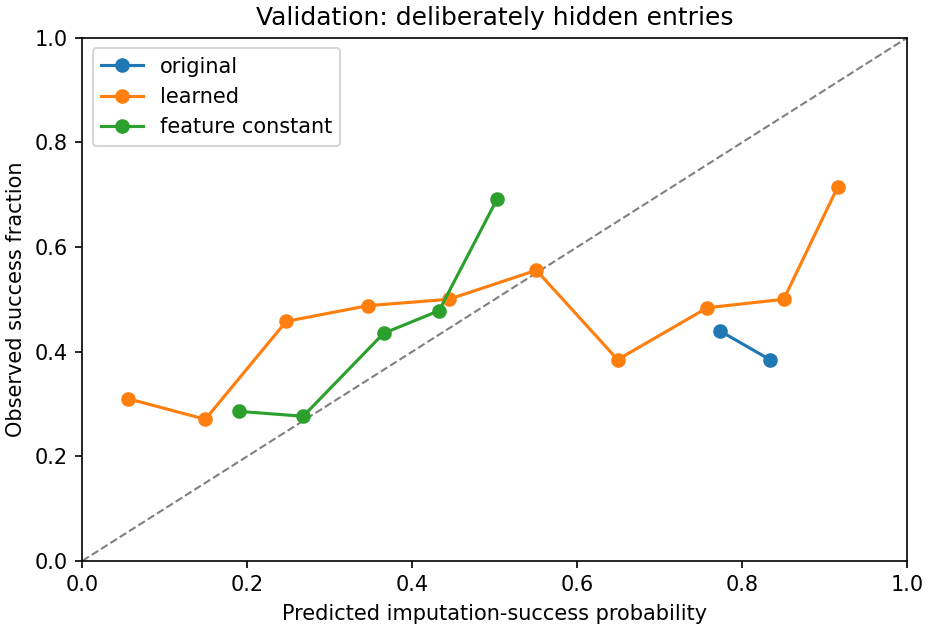 Validation: deliberately hidden entries
original
learned
feature constant
Observed success fraction
1.0
0.8
0.6
0.4
0.2
0.0
0.0 0.2 0.4 0.6 0.8 1.0
Predicted imputation-success probability